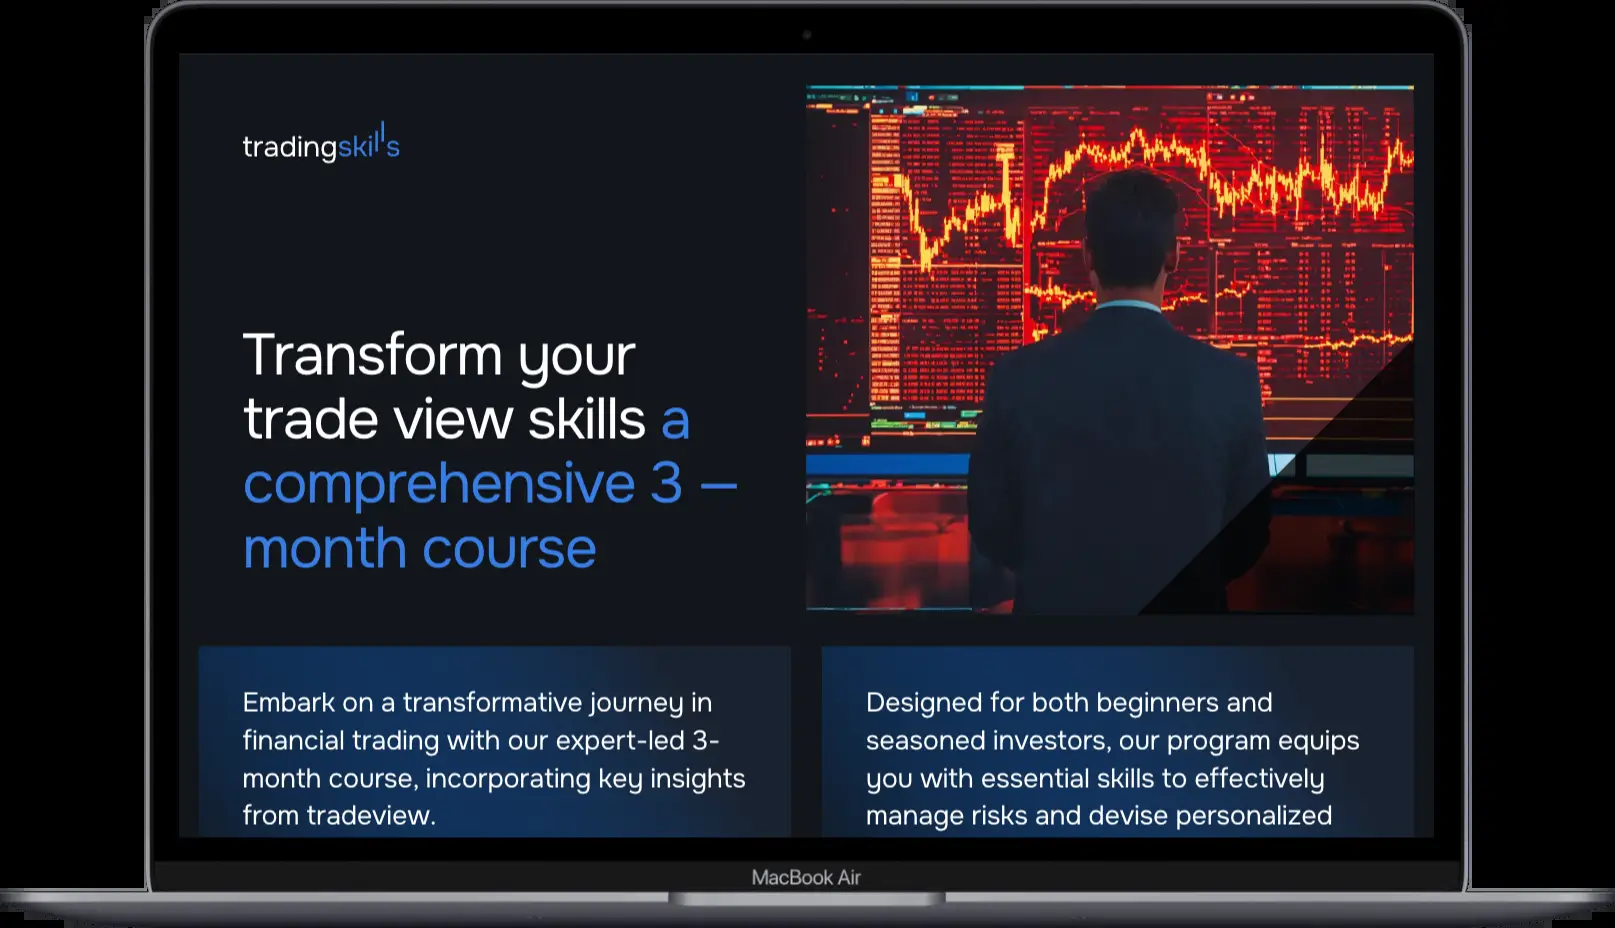 tradingskills
Transform your
trade view skills a
comprehensive 3 —
month course
Embark on a transformative journey in
financial trading with our expert-led 3-
month course, incorporating key insights
from tradeview.
Designed for both beginners and
seasoned investors, our program equips
you with essential skills to effectively
manage risks and devise personalized
MacBook Air